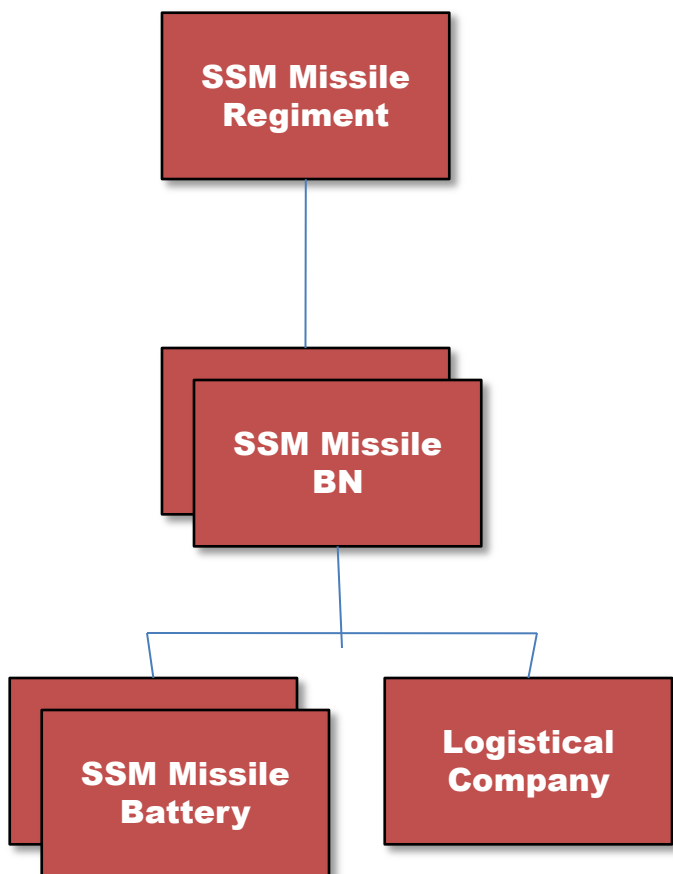 SSM Missile
Regiment
SSM Missile
BN
SSM Missile
Battery
Logistical
Company